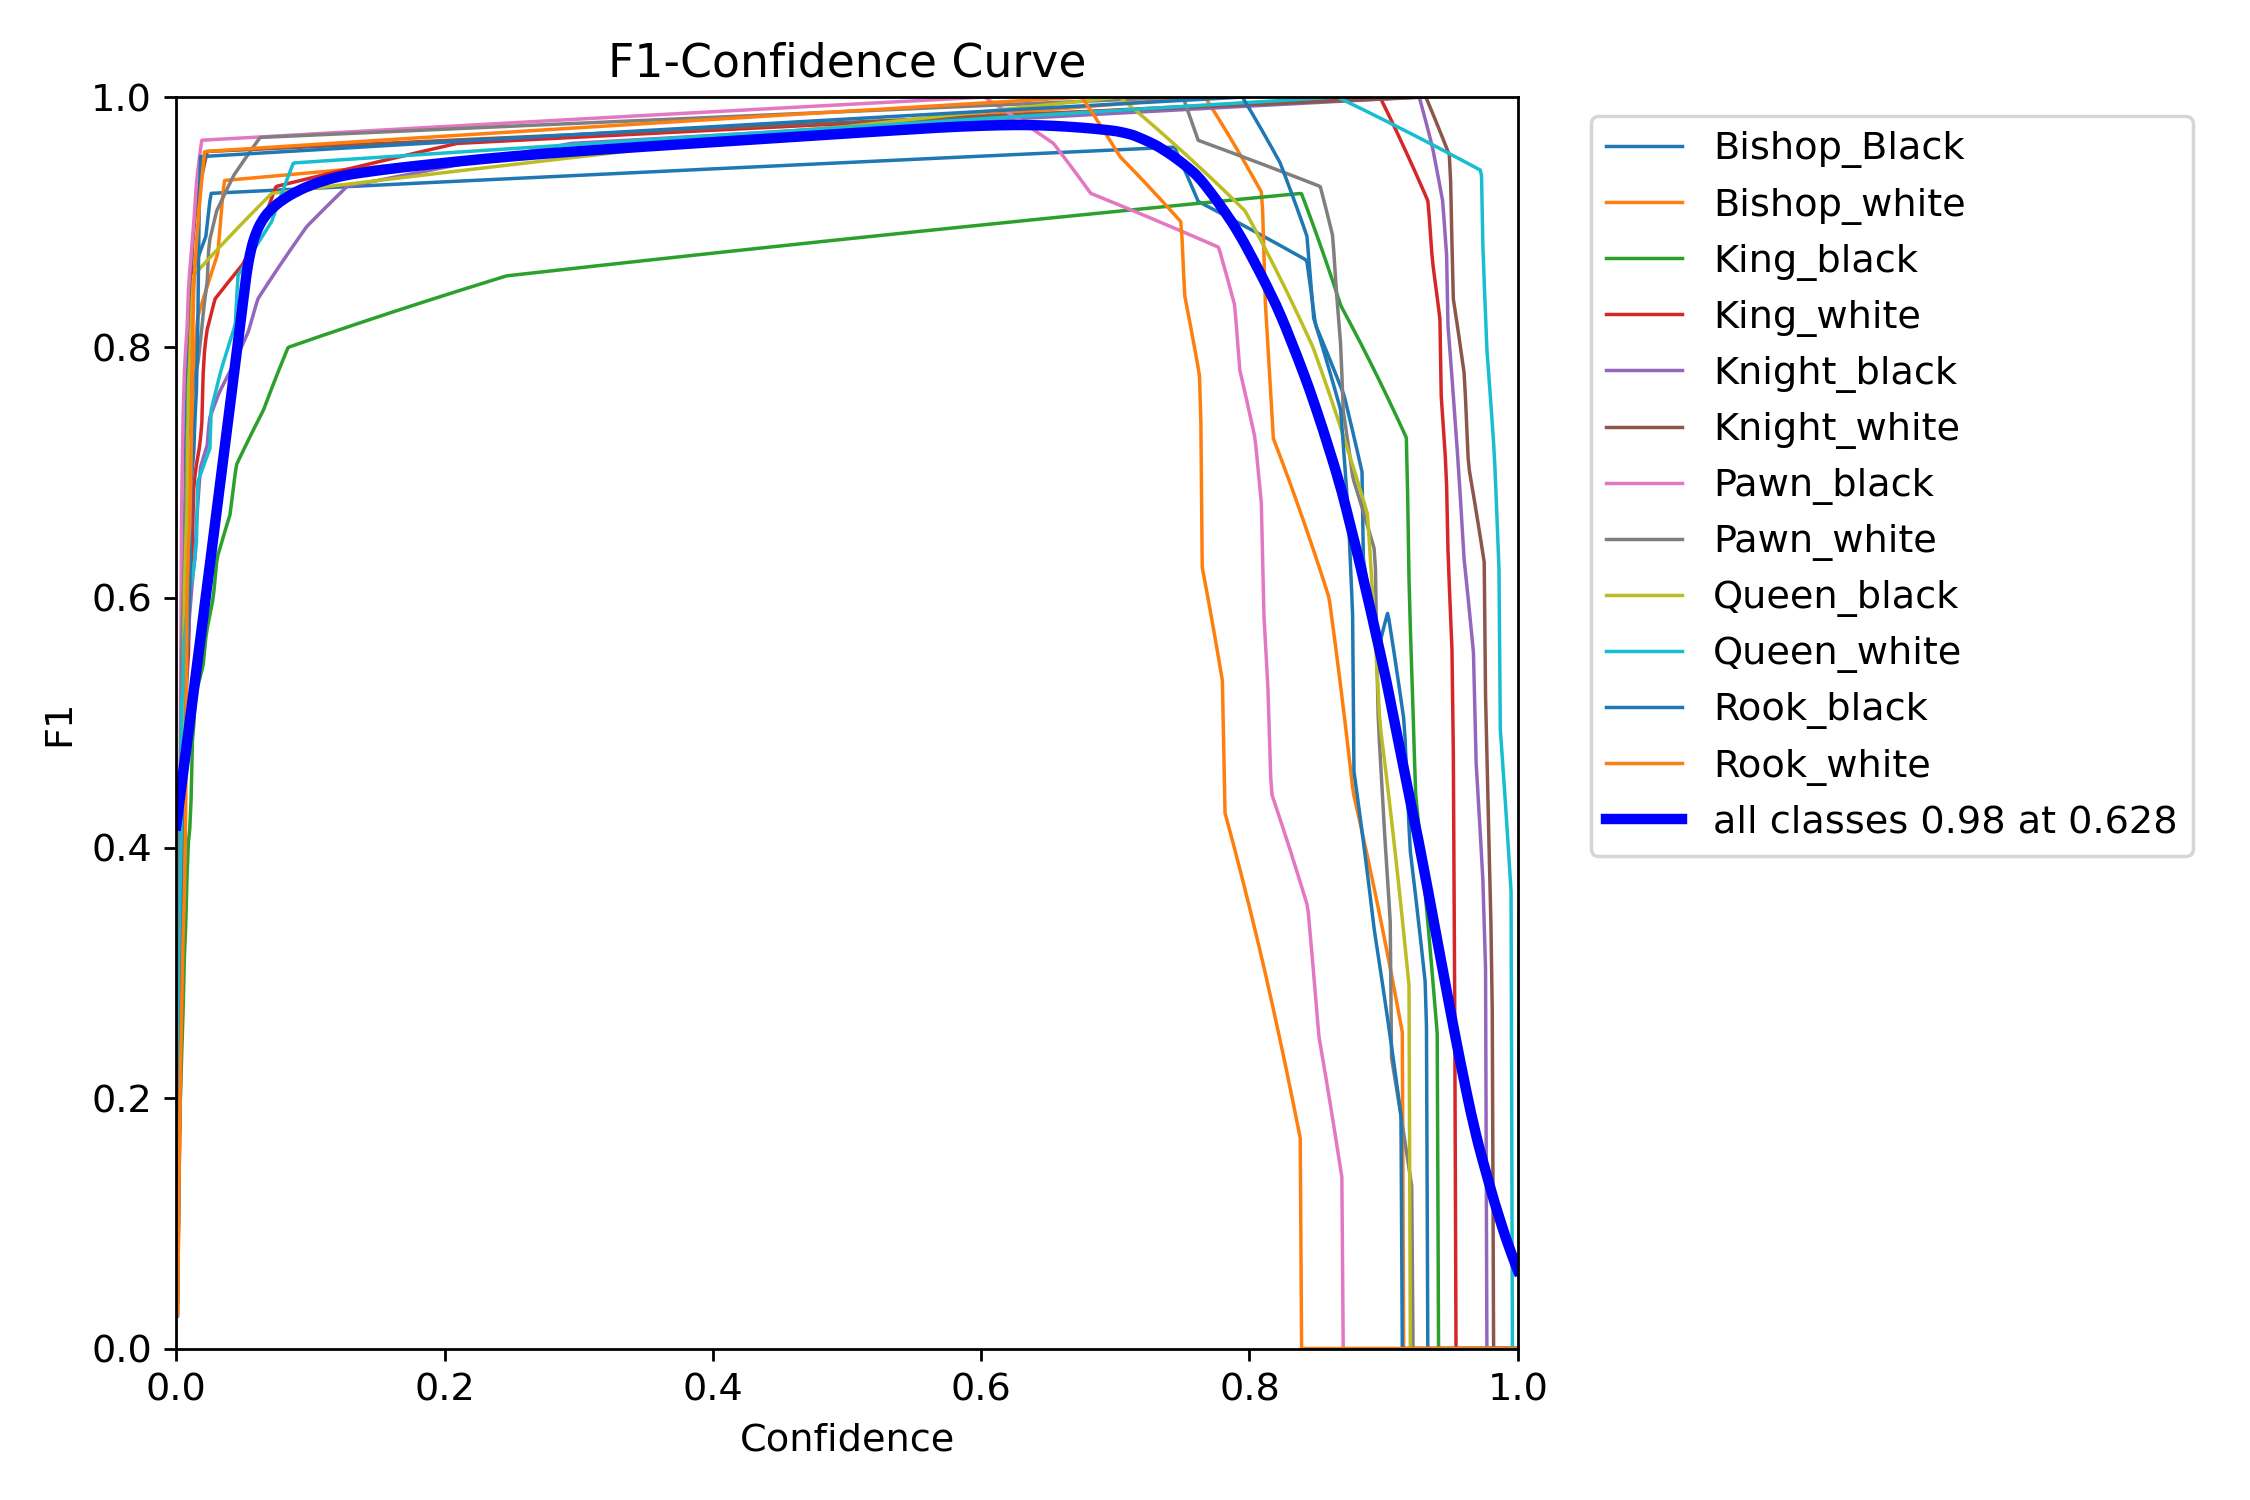 F1-Confidence Curve
1.0
0.8
0.6
0.4
0.2
0.0
F1
0.0 0.2 0.4 0.6 0.8 1.0
Confidence
Bishop_Black
Bishop_white
King_black
King_white
Knight_black
Knight_white
Pawn_black
Pawn_white
Queen_black
Queen_white
Rook_black
Rook_white
all classes 0.98 at 0.628